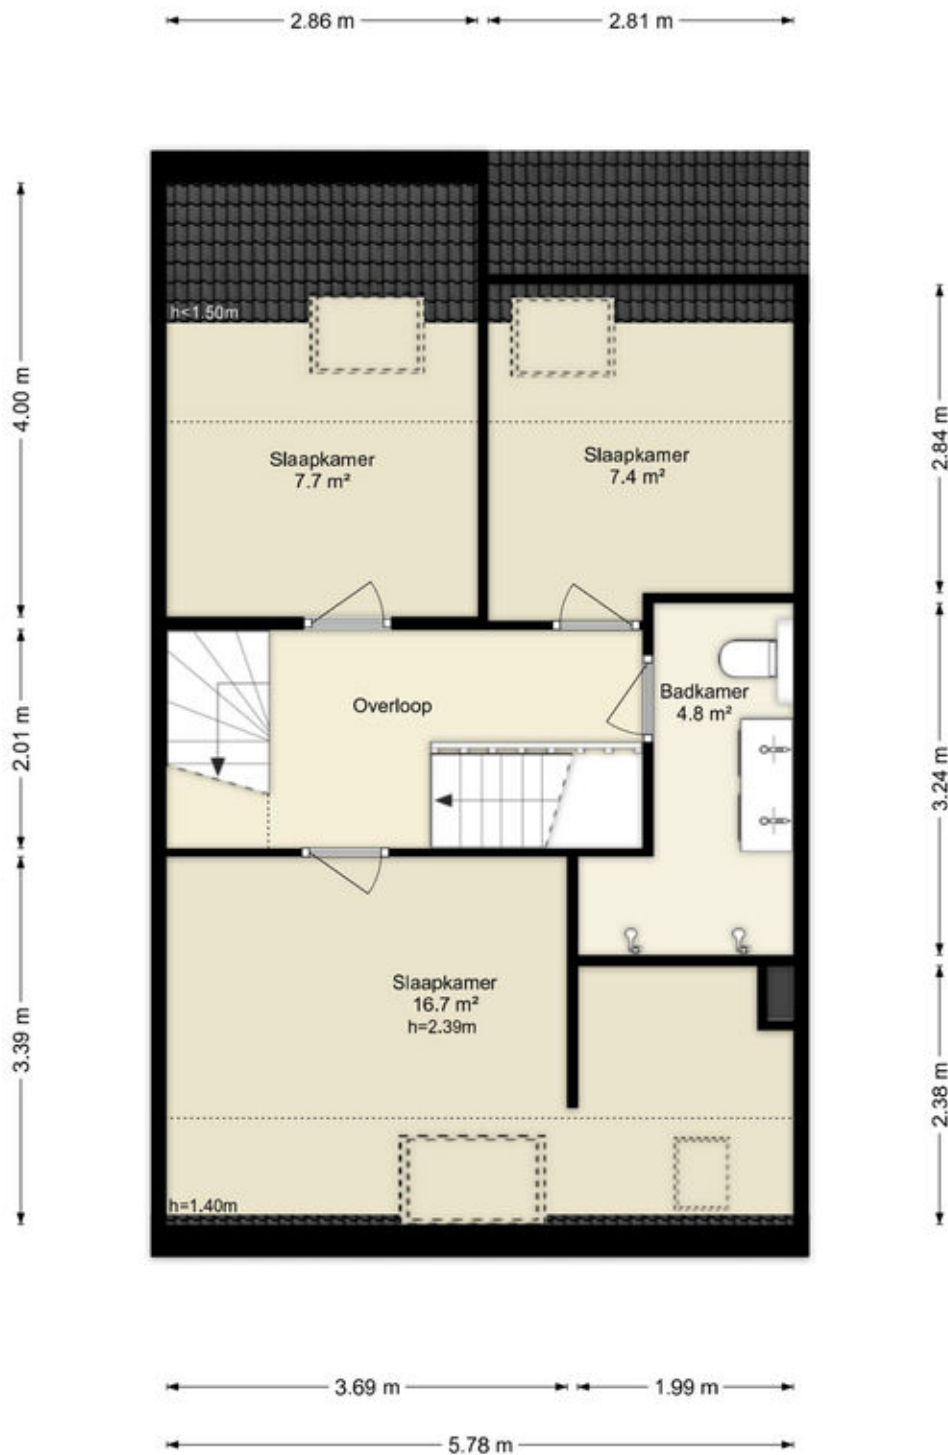 2.86 m
2.81 m
h<1.50m
4.00 m
2.84 m
Slaapkamer
7.7 m²
Slaapkamer
7.4 m²
Overloop
Badkamer
4.8 m²
2.01 m
3.24 m
Slaapkamer
16.7 m²
h=2.39m
3.39 m
2.38 m
h=1.40m
3.69 m
1.99 m
5.78 m